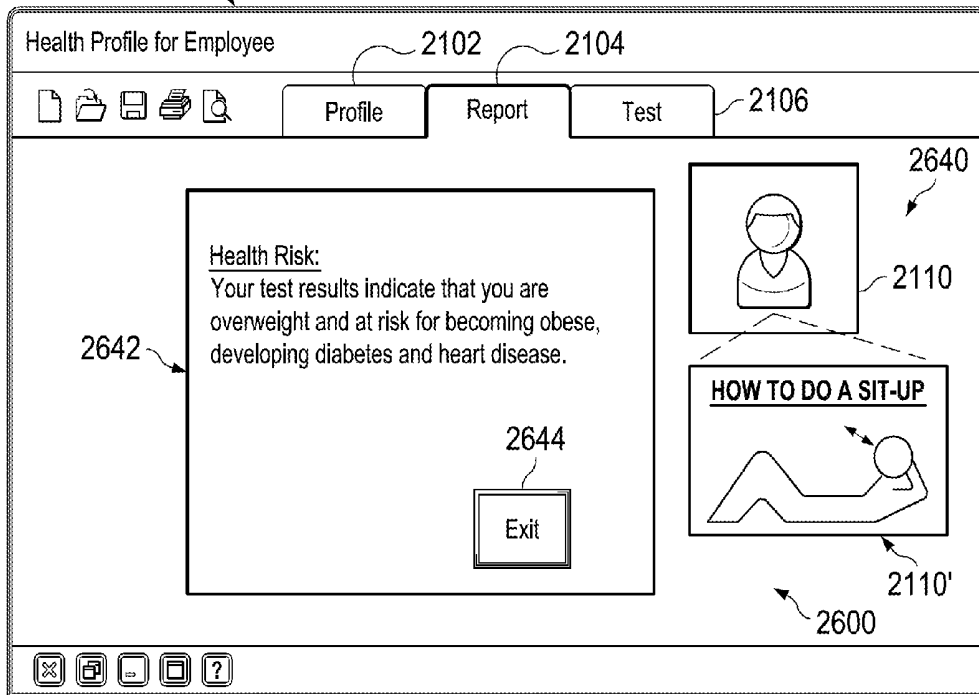 Health Profile for Employee
2102
2104
Profile
Report
Test
2106
2640
2110
Health Risk:
Your test results indicate that you are
overweight and at risk for becoming obese,
developing diabetes and heart disease.
2642
HOW TO DO A SIT-UP
2644
Exit
2110'
2600
?